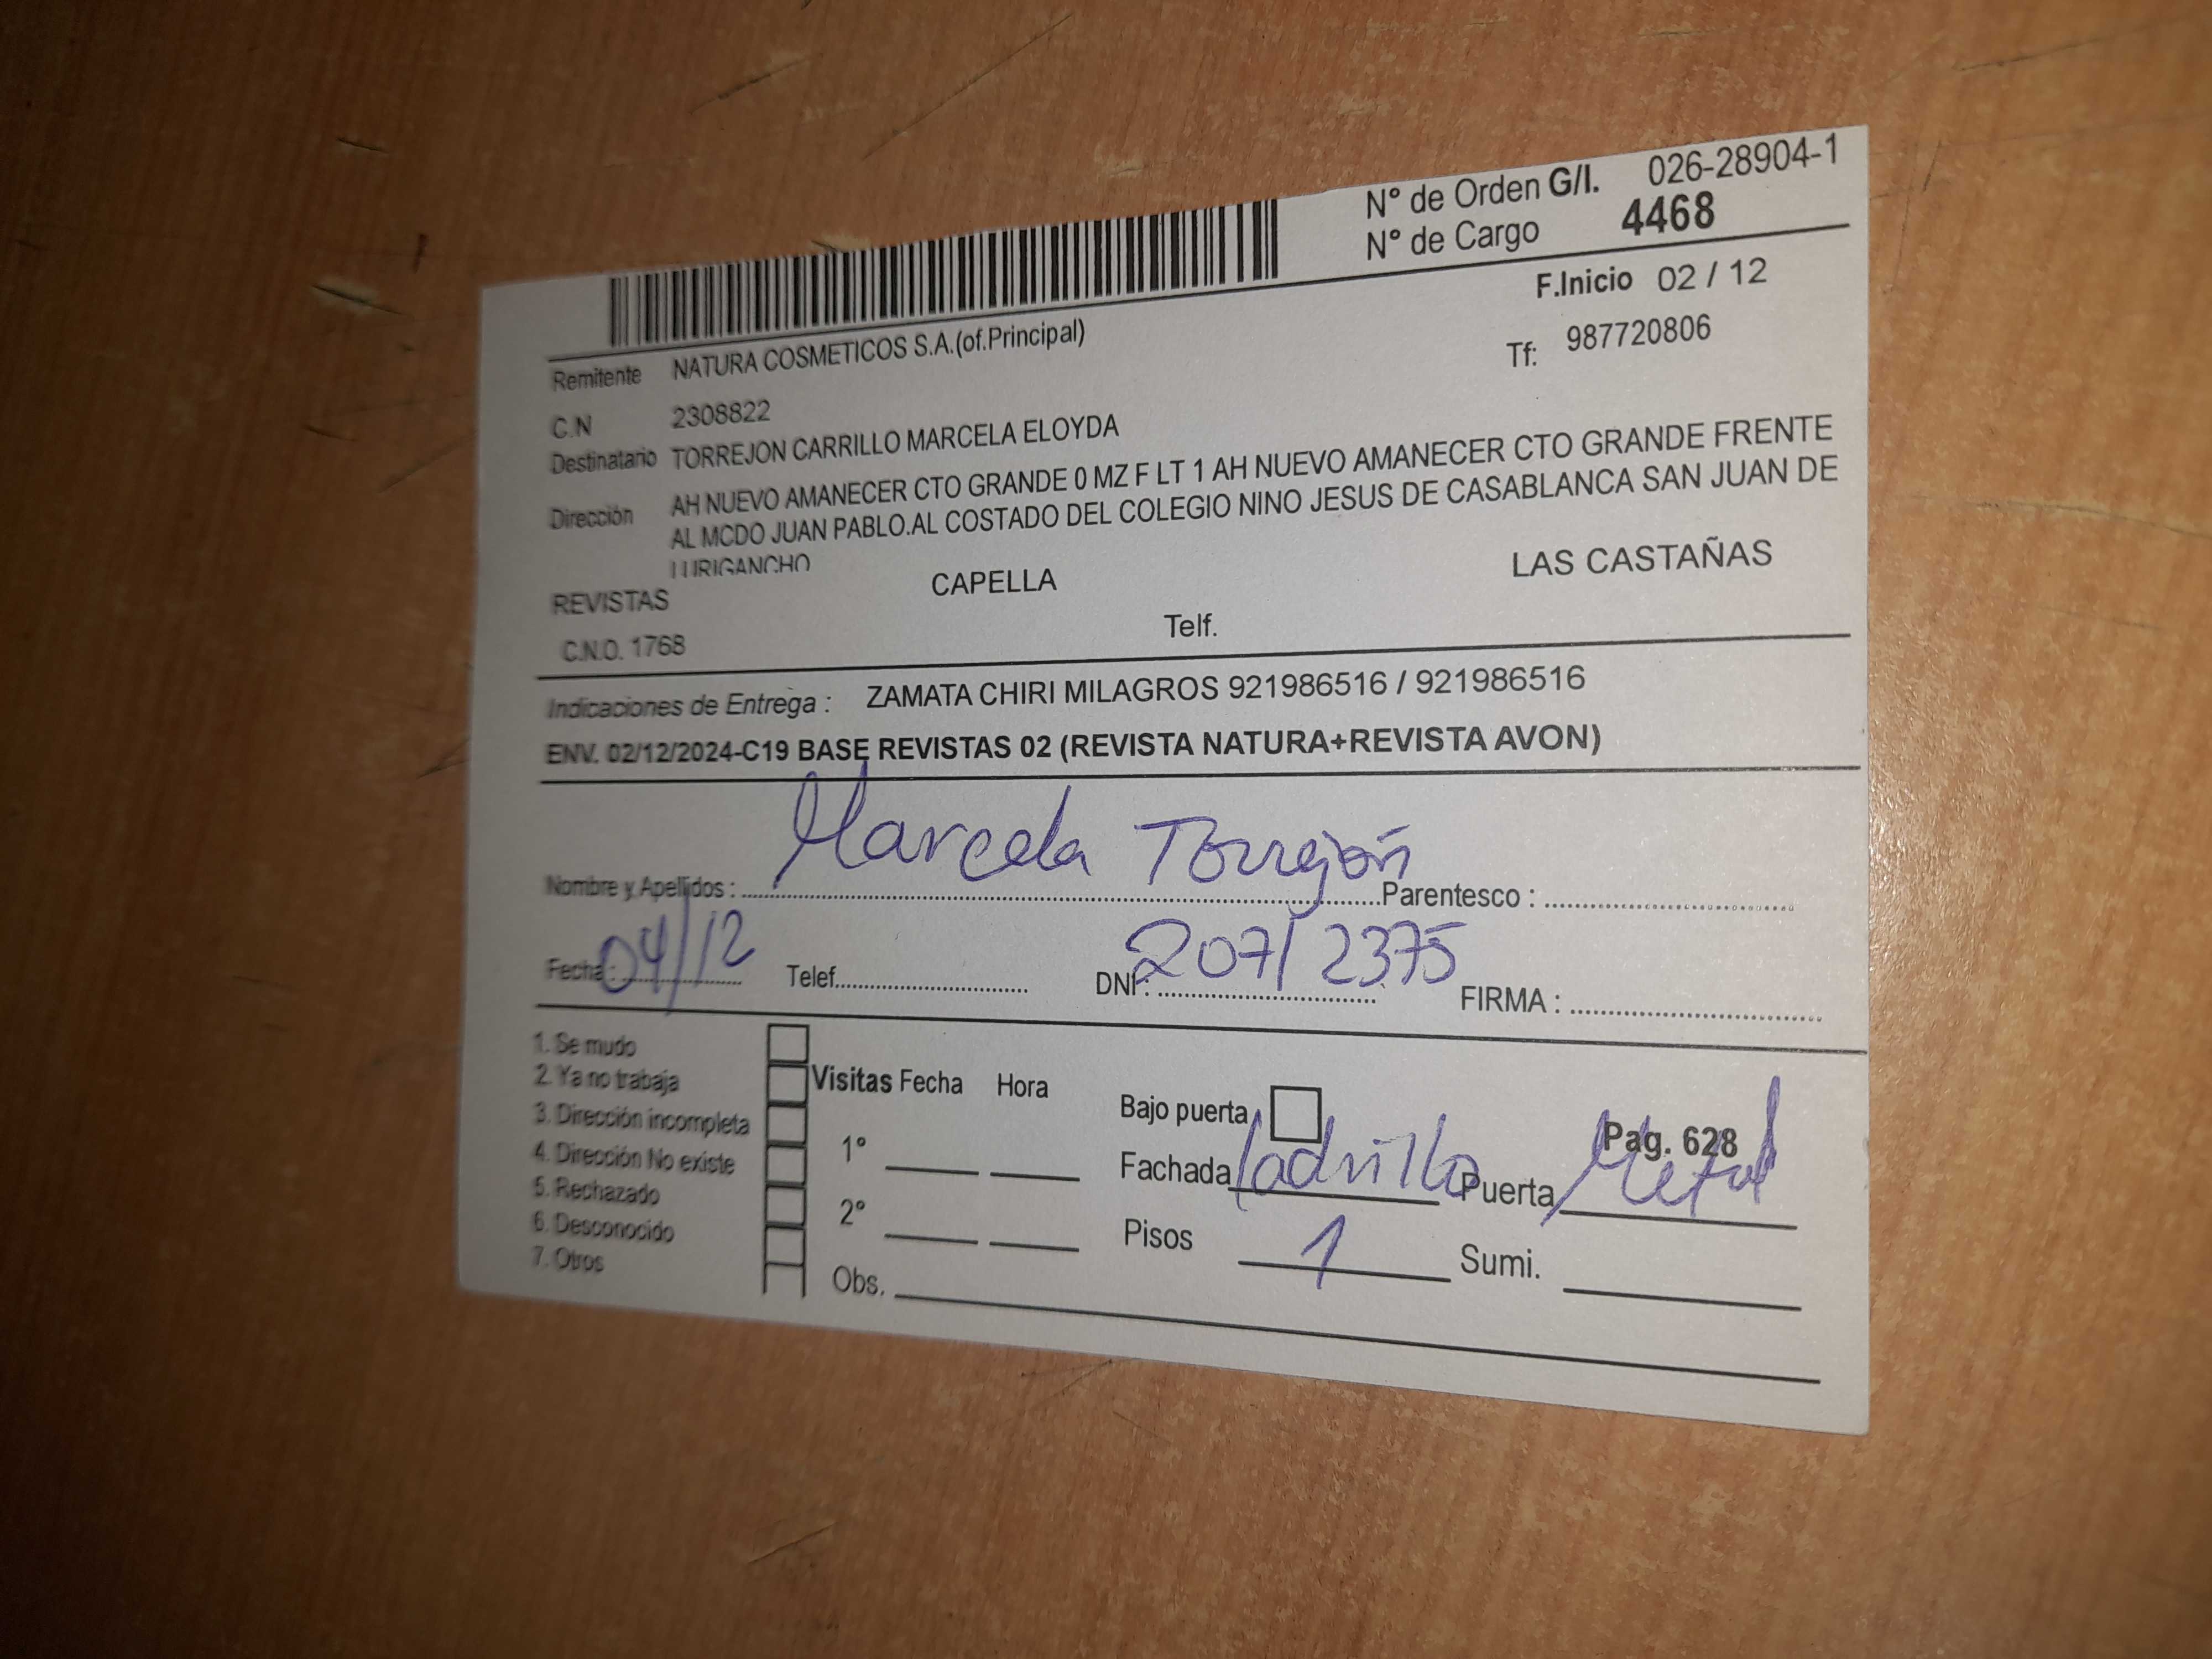 N° de Orden G/I. 026-28904-1
N° de Cargo 4468
F.Inicio 02 / 12
Remitente NATURA COSMETICOS S.A.(of.Principal)
Tf: 987720806
C.N 2308822
Destinatario TORREJON CARRILLO MARCELA ELOYDA
Dirección AH NUEVO AMANECER CTO GRANDE 0 MZ F LT 1 AH NUEVO AMANECER CTO GRANDE FRENTE
AL MCDO JUAN PABLO.AL COSTADO DEL COLEGIO NINO JESUS DE CASABLANCA SAN JUAN DE
LURIGANCHO
REVISTAS CAPELLA LAS CASTAÑAS
C.N.O. 1768 Telf.
Indicaciones de Entrega : ZAMATA CHIRI MILAGROS 921986516 / 921986516
ENV. 02/12/2024-C19 BASE REVISTAS 02 (REVISTA NATURA+REVISTA AVON)
Nombre y Apellidos : Marcela Torrejón Parentesco :
Fecha : 04/12 Telef. DNI: 20712375 FIRMA :
1. Se mudo
2. Ya no trabaja
3. Dirección incompleta
4. Dirección No existe
5. Rechazado
6. Desconocido
7. Otros
Visitas Fecha Hora
1°
2°
Obs.
Bajo puerta Pag. 628
Fachada ladrillo Puerta Metal
Pisos 1 Sumi.